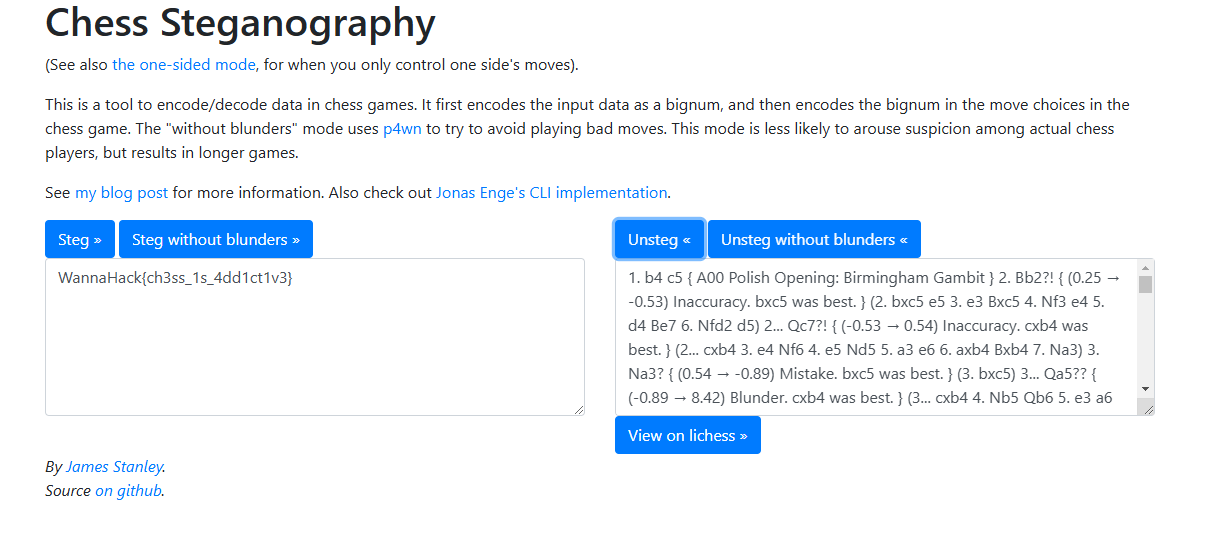 Chess Steganography
(See also the one-sided mode, for when you only control one side's moves).
This is a tool to encode/decode data in chess games. It first encodes the input data as a bignum, and then encodes the bignum in the move choices in the
chess game. The "without blunders" mode uses p4wn to try to avoid playing bad moves. This mode is less likely to arouse suspicion among actual chess
players, but results in longer games.
See my blog post for more information. Also check out Jonas Enge's CLI implementation.
Steg » Steg without blunders »
WannaHack{ch3ss_1s_4dd1ct1v3}
Unsteg « Unsteg without blunders «
1. b4 c5 { A00 Polish Opening: Birmingham Gambit } 2. Bb2?! { (0.25 →
-0.53) Inaccuracy. bxc5 was best. } (2. bxc5 e5 3. e3 Bxc5 4. Nf3 e4 5.
d4 Be7 6. Nfd2 d5) 2... Qc7?! { (-0.53 → 0.54) Inaccuracy. cxb4 was
best. } (2... cxb4 3. e4 Nf6 4. e5 Nd5 5. a3 e6 6. axb4 Bxb4 7. Na3) 3.
Na3? { (0.54 → -0.89) Mistake. bxc5 was best. } (3. bxc5) 3... Qa5?? {
(-0.89 → 8.42) Blunder. cxb4 was best. } (3... cxb4 4. Nb5 Qb6 5. e3 a6
View on lichess »
By James Stanley.
Source on github.